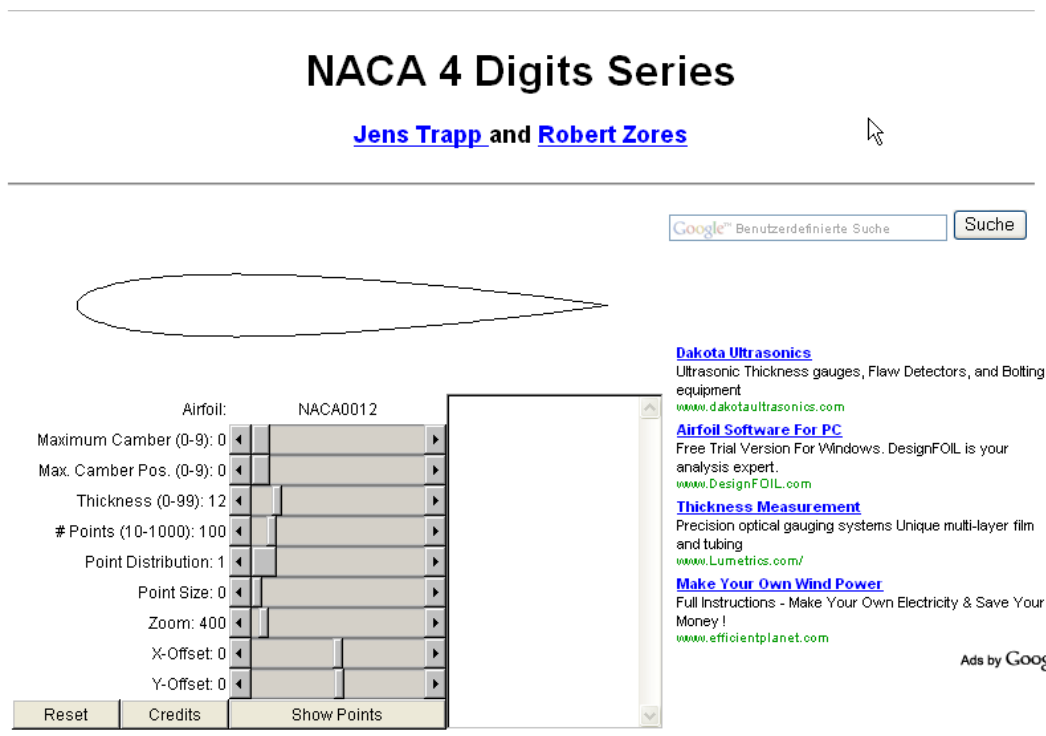 NACA 4 Digits Series
Jens Trapp and Robert Zores
Google™ Benutzerdefinierte Suche
Suche
Airfoil: NACA0012
Maximum Camber (0-9): 0
Max. Camber Pos. (0-9): 0
Thickness (0-99): 12
# Points (10-1000): 100
Point Distribution: 1
Point Size: 0
Zoom: 400
X-Offset: 0
Y-Offset: 0
Reset Credits Show Points
Dakota Ultrasonics
Ultrasonic Thickness gauges, Flaw Detectors, and Bolting
equipment
www.dakotaultrasonics.com
Airfoil Software For PC
Free Trial Version For Windows. DesignFOIL is your
analysis expert.
www.DesignFOIL.com
Thickness Measurement
Precision optical gauging systems Unique multi-layer film
and tubing
www.Lumetrics.com/
Make Your Own Wind Power
Full Instructions - Make Your Own Electricity & Save Your
Money !
www.efficientplanet.com
Ads by Goog